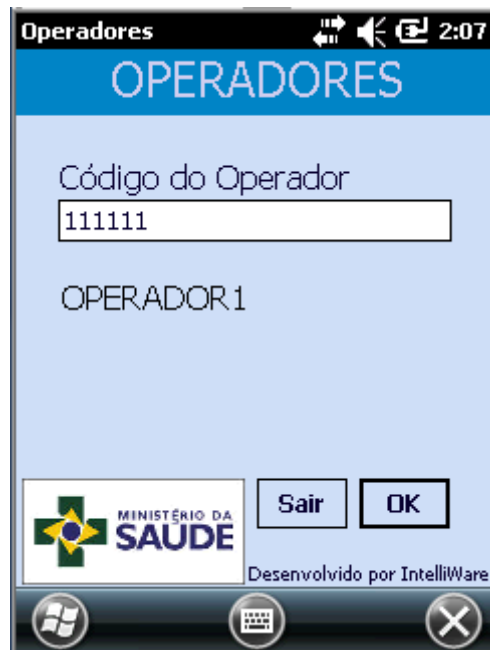 Operadores 2:07
OPERADORES
Código do Operador
111111
OPERADOR1
MINISTÉRIO DA
SAÚDE
Sair OK
Desenvolvido por IntelliWare